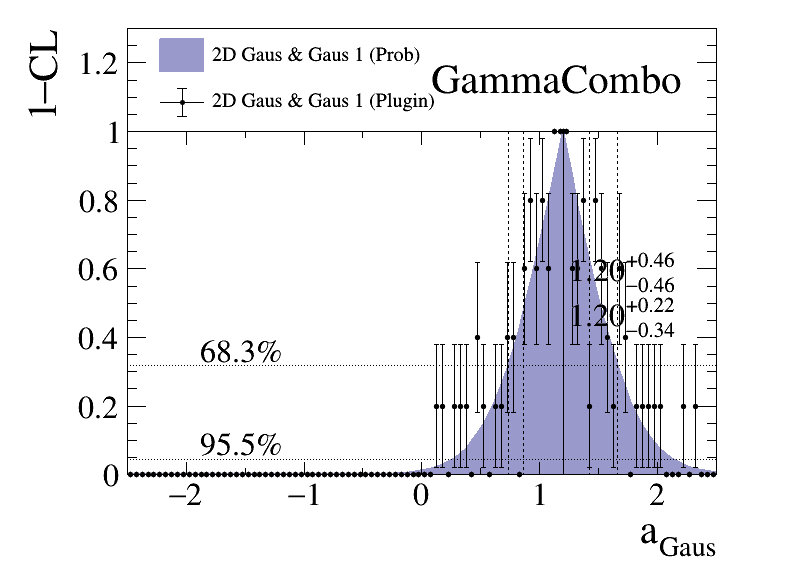 1–CL
2D Gaus & Gaus 1 (Prob)
2D Gaus & Gaus 1 (Plugin)
GammaCombo
1.2
1
0.8
0.6
0.4
0.2
0
1.20 +0.46 −0.46
1.20 +0.22 −0.34
68.3%
95.5%
−2 −1 0 1 2
a Gaus